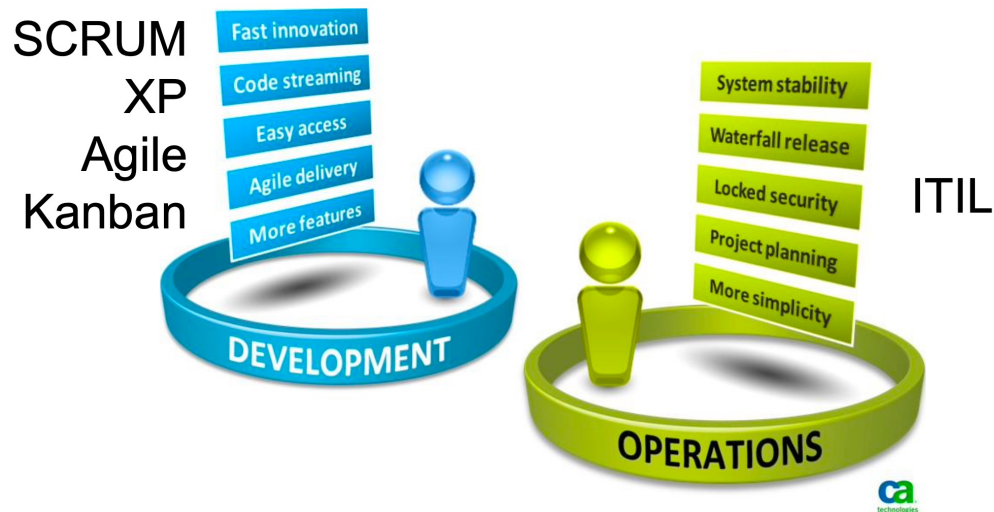 SCRUM
XP
Agile
Kanban
Fast innovation
Code streaming
Easy access
Agile delivery
More features
DEVELOPMENT
System stability
Waterfall release
Locked security
Project planning
More simplicity
OPERATIONS
ITIL
ca
technologies